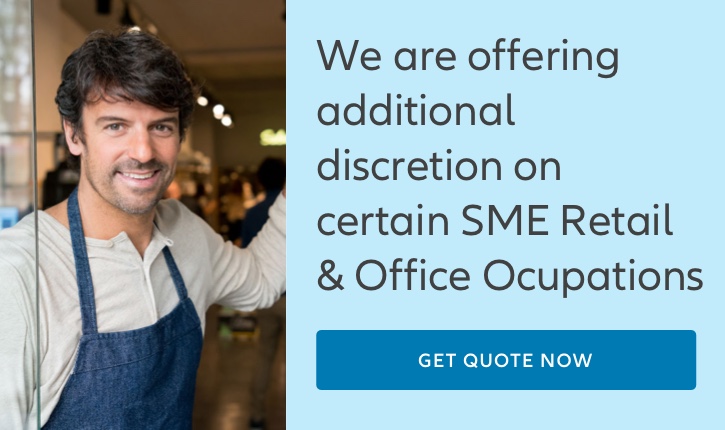 We are offering
additional
discretion on
certain SME Retail
& Office Ocupations
GET QUOTE NOW